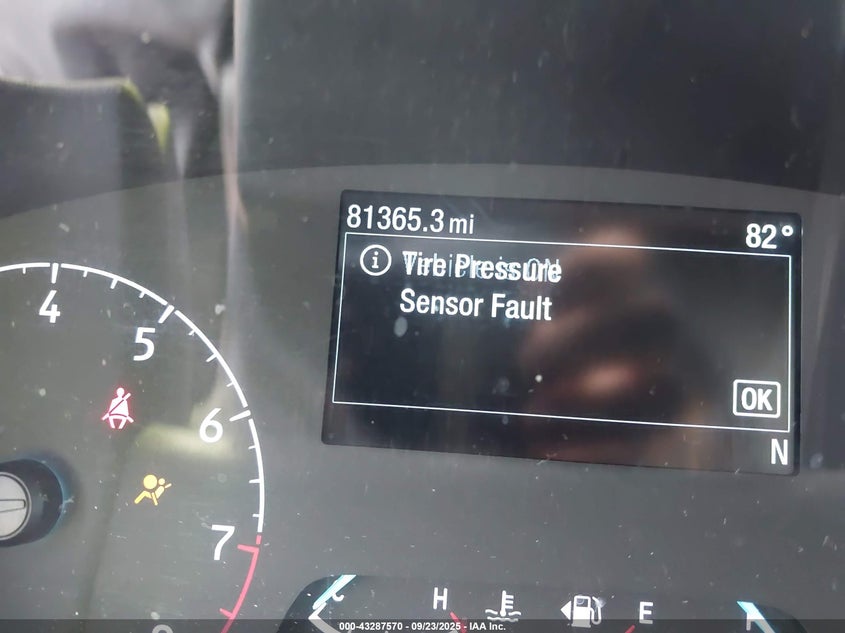 81365.3 mi
82°
Tire Pressure
Sensor Fault
OK
N
4
5
6
7
H
E
000-43287570 - 09/23/2025 - IAA Inc.